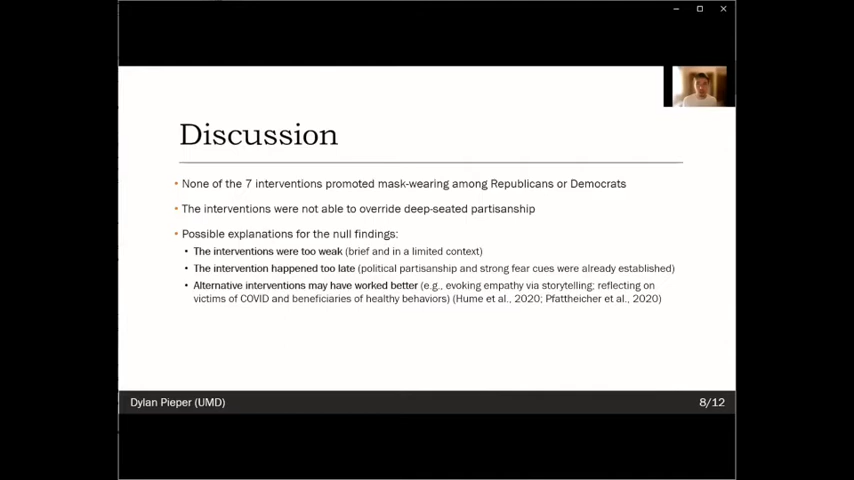 Discussion
• None of the 7 interventions promoted mask-wearing among Republicans or Democrats
• The interventions were not able to override deep-seated partisanship
• Possible explanations for the null findings:
• The interventions were too weak (brief and in a limited context)
• The intervention happened too late (political partisanship and strong fear cues were already established)
• Alternative interventions may have worked better (e.g., evoking empathy via storytelling; reflecting on
victims of COVID and beneficiaries of healthy behaviors) (Hume et al., 2020; Pfattheicher et al., 2020)
Dylan Pieper (UMD)
8/12